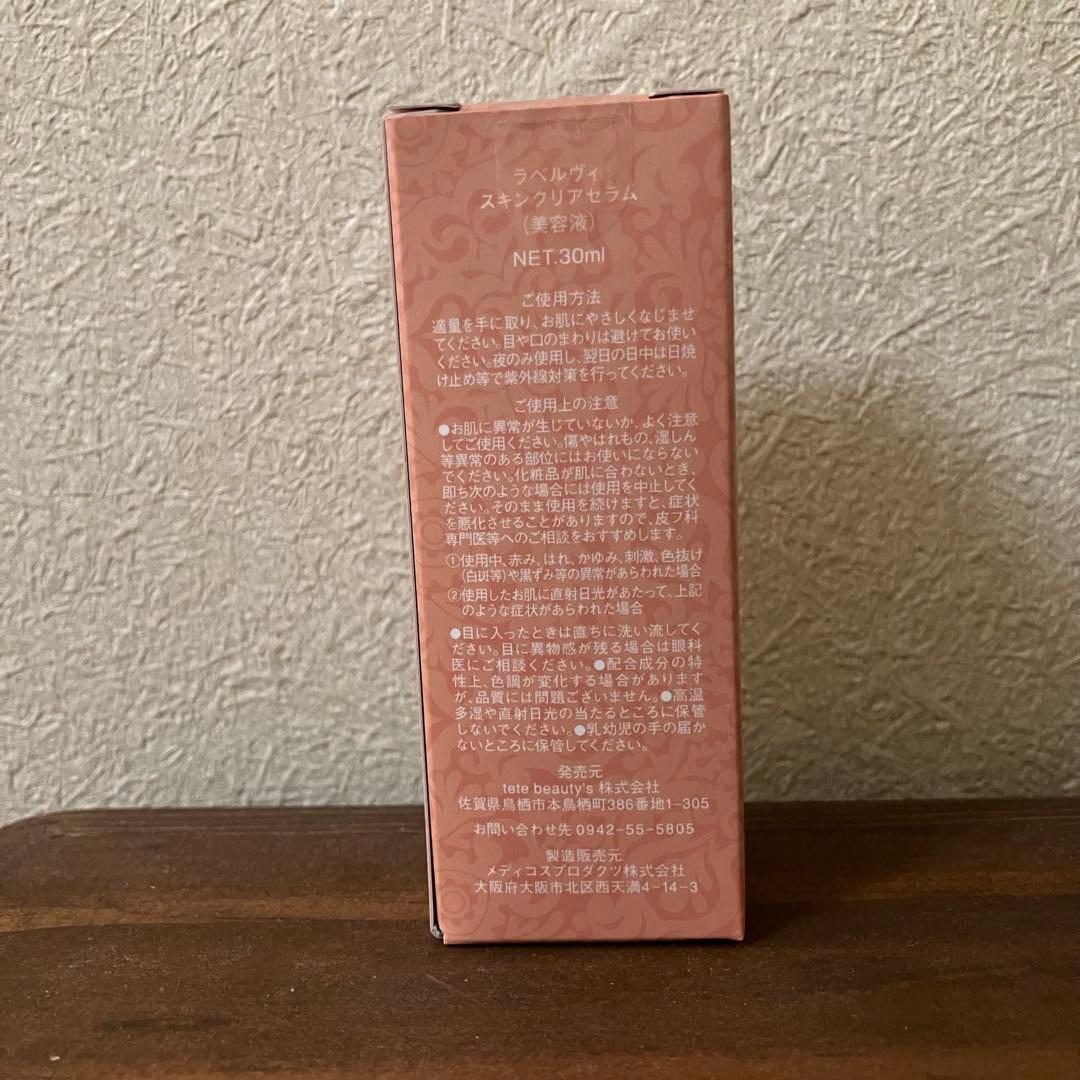 ラベルヴィ
スキンクリアセラム
（美容液）
NET.30ml
ご使用方法
適量を手に取り、お肌にやさしくなじませ
てください。目や口のまわりは避けてお使い
ください。夜のみ使用し、翌日の日中は日焼
け止め等で紫外線対策を行ってください。
ご使用上の注意
●お肌に異常が生じていないか、よく注意
してご使用ください。傷やはれもの、湿しん
等異常のある部位にはお使いにならない
でください。化粧品が肌に合わないとき、
即ち次のような場合には使用を中止してく
ださい。そのまま使用を続けますと、症状
を悪化させることがありますので、皮フ科
専門医等へのご相談をおすすめします。
①使用中、赤み、はれ、かゆみ、刺激、色抜け
（白斑等）や黒ずみ等の異常があらわれた場合
②使用したお肌に直射日光があたって、上記
のような症状があらわれた場合
●目に入ったときは直ちに洗い流してく
ださい。目に異物感が残る場合は眼科
医にご相談ください。●配合成分の特
性上、色調が変化する場合があります
が、品質には問題ございません。●高温
多湿や直射日光の当たるところに保管
しないでください。●乳幼児の手の届か
ないところに保管してください。
発売元
tete beauty's 株式会社
佐賀県鳥栖市本鳥栖町386番地1-305
お問い合わせ先 0942-55-5805
製造販売元
メディコスプロダクツ株式会社
大阪府大阪市北区西天満4-14-3